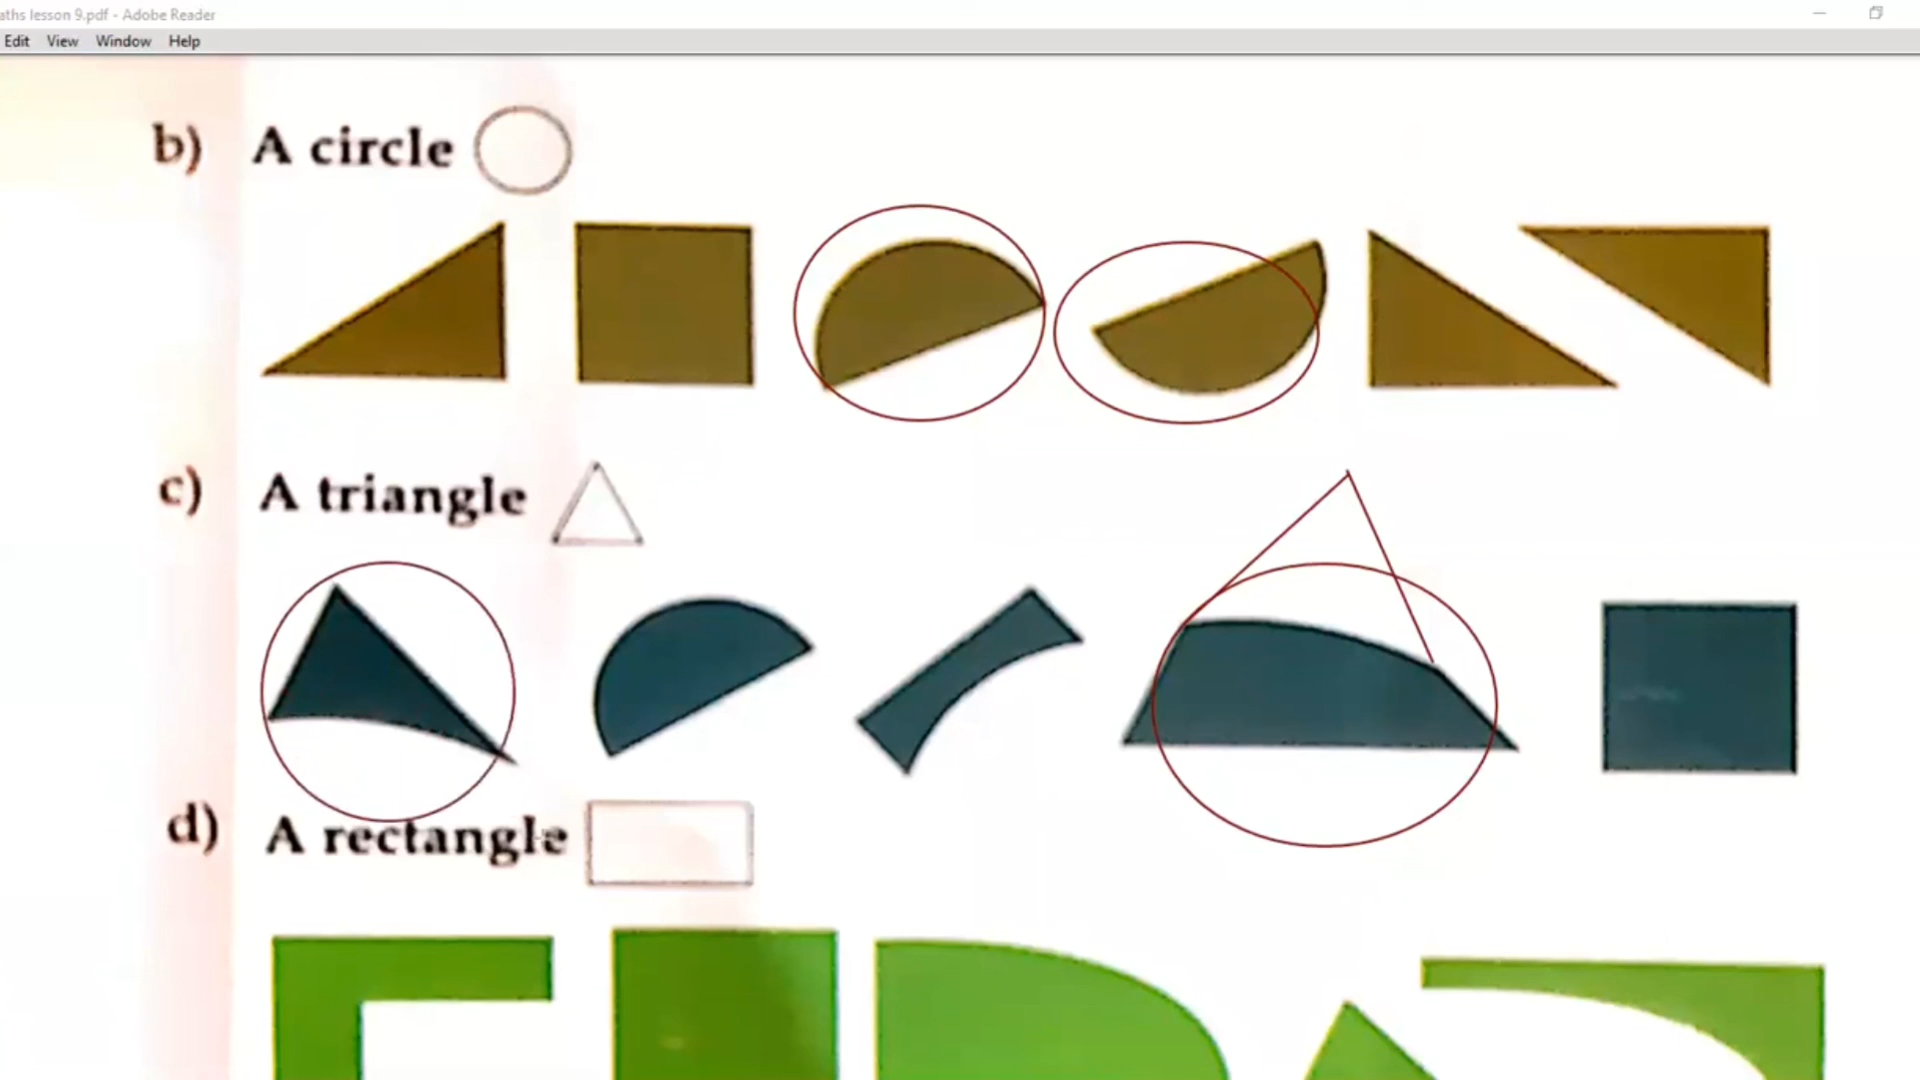 aths lesson 9.pdf - Adobe Reader
Edit View Window Help
b) A circle
c) A triangle
d) A rectangle